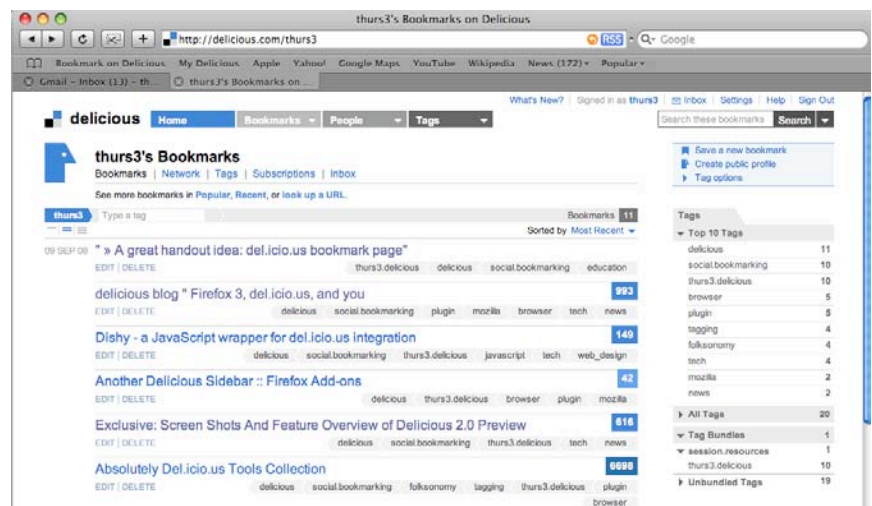 thurs3's Bookmarks on Delicious
http://delicious.com/thurs3 RSS Google
Bookmark on Delicious My Delicious Apple Yahoo! Google Maps YouTube Wikipedia News (172) Popular
Gmail – Inbox (13) – th... thurs3's Bookmarks on ...
What's New? Signed in as thurs3 Inbox Settings Help Sign Out
delicious Home Bookmarks People Tags Search these bookmarks Search
thurs3's Bookmarks
Bookmarks | Network | Tags | Subscriptions | Inbox
See more bookmarks in Popular, Recent, or look up a URL.
Save a new bookmark
Create public profile
Tag options
thurs3 Type a tag Bookmarks 11
Sorted by Most Recent
09 SEP 08 " » A great handout idea: del.icio.us bookmark page"
EDIT | DELETE thurs3.delicious delicious social.bookmarking education
delicious blog " Firefox 3, del.icio.us, and you 993
EDIT | DELETE delicious social.bookmarking plugin mozilla browser tech news
Dishy - a JavaScript wrapper for del.icio.us integration 149
EDIT | DELETE delicious social.bookmarking thurs3.delicious javascript tech web_design
Another Delicious Sidebar :: Firefox Add-ons 42
EDIT | DELETE delicious thurs3.delicious browser plugin mozilla
Exclusive: Screen Shots And Feature Overview of Delicious 2.0 Preview 616
EDIT | DELETE delicious social.bookmarking thurs3.delicious tech news
Absolutely Del.icio.us Tools Collection 6698
EDIT | DELETE delicious social.bookmarking folksonomy tagging thurs3.delicious plugin
browser
Tags
Top 10 Tags
delicious 11
social.bookmarking 10
thurs3.delicious 10
browser 5
plugin 5
tagging 4
folksonomy 4
tech 4
mozilla 2
news 2
All Tags 20
Tag Bundles 1
session.resources 1
thurs3.delicious 10
Unbundled Tags 19